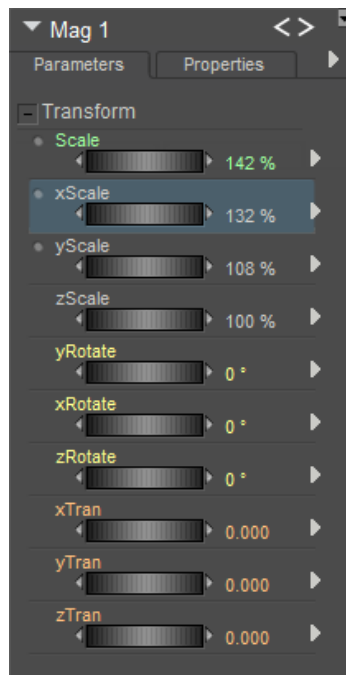 Mag 1 < >
Parameters Properties
Transform
Scale
142 %
xScale
132 %
yScale
108 %
zScale
100 %
yRotate
0 °
xRotate
0 °
zRotate
0 °
xTran
0.000
yTran
0.000
zTran
0.000